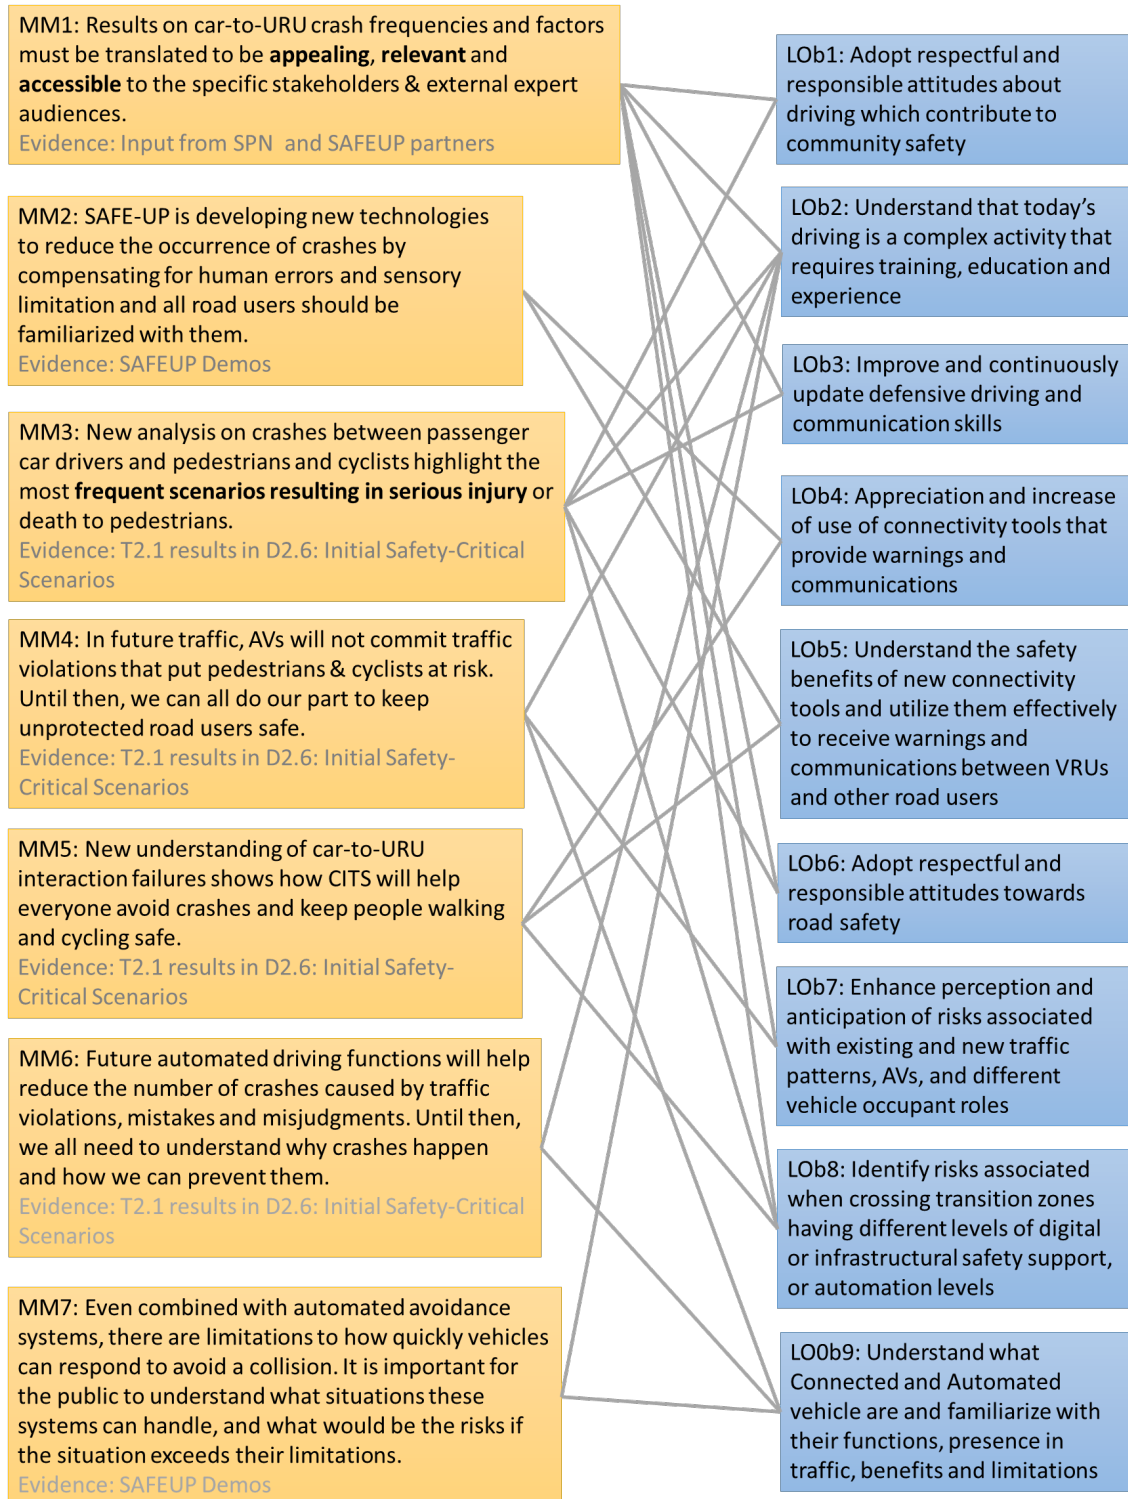 MM1: Results on car-to-URU crash frequencies and factors
must be translated to be appealing, relevant and
accessible to the specific stakeholders & external expert
audiences.
Evidence: Input from SPN and SAFEUP partners
MM2: SAFE-UP is developing new technologies
to reduce the occurrence of crashes by
compensating for human errors and sensory
limitation and all road users should be
familiarized with them.
Evidence: SAFEUP Demos
MM3: New analysis on crashes between passenger
car drivers and pedestrians and cyclists highlight the
most frequent scenarios resulting in serious injury or
death to pedestrians.
Evidence: T2.1 results in D2.6: Initial Safety-Critical
Scenarios
MM4: In future traffic, AVs will not commit traffic
violations that put pedestrians & cyclists at risk.
Until then, we can all do our part to keep
unprotected road users safe.
Evidence: T2.1 results in D2.6: Initial Safety-
Critical Scenarios
MM5: New understanding of car-to-URU
interaction failures shows how CITS will help
everyone avoid crashes and keep people walking
and cycling safe.
Evidence: T2.1 results in D2.6: Initial Safety-
Critical Scenarios
MM6: Future automated driving functions will help
reduce the number of crashes caused by traffic
violations, mistakes and misjudgments. Until then,
we all need to understand why crashes happen
and how we can prevent them.
Evidence: T2.1 results in D2.6: Initial Safety-Critical
Scenarios
MM7: Even combined with automated avoidance
systems, there are limitations to how quickly vehicles
can respond to avoid a collision. It is important for
the public to understand what situations these
systems can handle, and what would be the risks if
the situation exceeds their limitations.
Evidence: SAFEUP Demos
LOb1: Adopt respectful and
responsible attitudes about
driving which contribute to
community safety
LOb2: Understand that today's
driving is a complex activity that
requires training, education and
experience
LOb3: Improve and continuously
update defensive driving and
communication skills
LOb4: Appreciation and increase
of use of connectivity tools that
provide warnings and
communications
LOb5: Understand the safety
benefits of new connectivity
tools and utilize them effectively
to receive warnings and
communications between VRUs
and other road users
LOb6: Adopt respectful and
responsible attitudes towards
road safety
LOb7: Enhance perception and
anticipation of risks associated
with existing and new traffic
patterns, AVs, and different
vehicle occupant roles
LOb8: Identify risks associated
when crossing transition zones
having different levels of digital
or infrastructural safety support,
or automation levels
LO0b9: Understand what
Connected and Automated
vehicle are and familiarize with
their functions, presence in
traffic, benefits and limitations